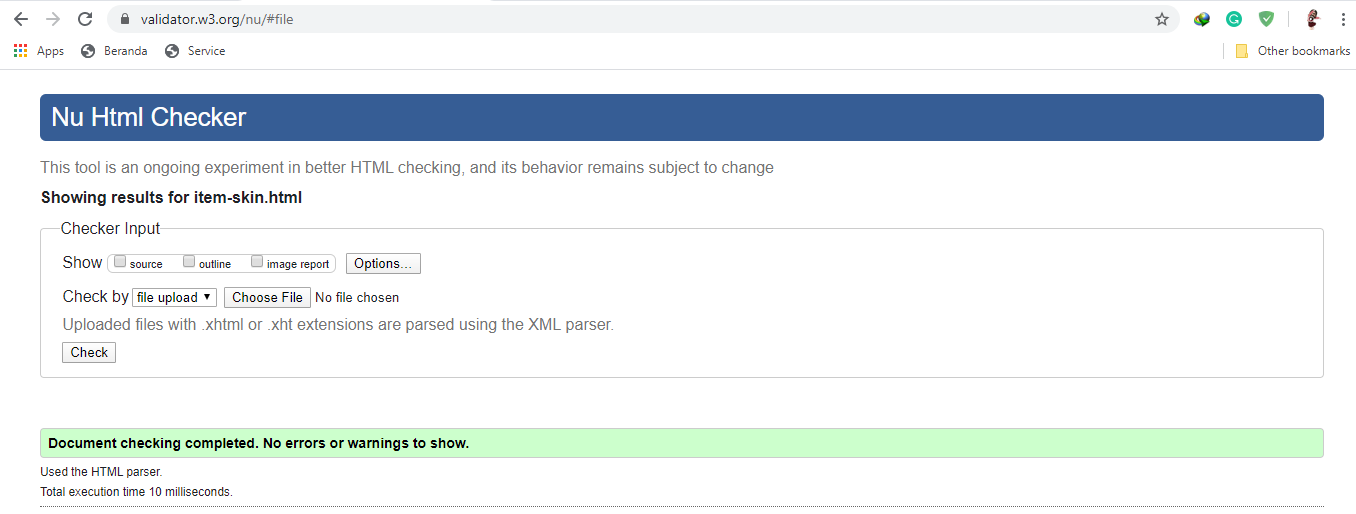 validator.w3.org/nu/#file
Apps Beranda Service Other bookmarks
Nu Html Checker
This tool is an ongoing experiment in better HTML checking, and its behavior remains subject to change
Showing results for item-skin.html
Checker Input
Show source outline image report Options...
Check by file upload Choose File No file chosen
Uploaded files with .xhtml or .xht extensions are parsed using the XML parser.
Check
Document checking completed. No errors or warnings to show.
Used the HTML parser.
Total execution time 10 milliseconds.